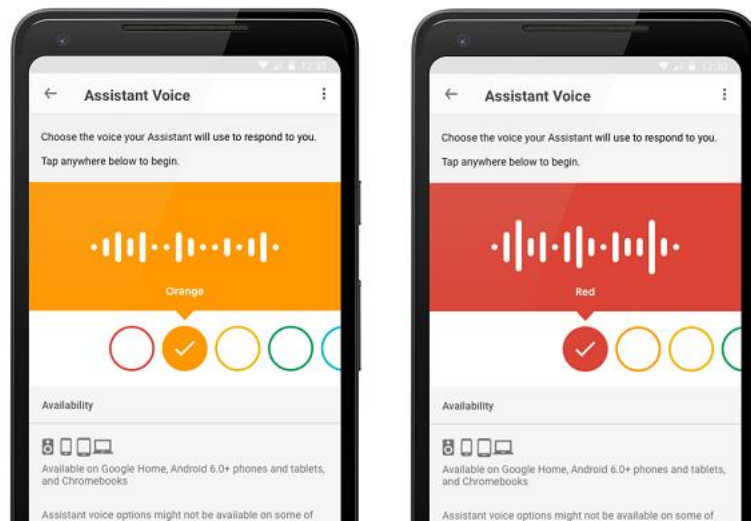 12:30
Assistant Voice
Choose the voice your Assistant will use to respond to you.
Tap anywhere below to begin.
Orange
Availability
Available on Google Home, Android 6.0+ phones and tablets,
and Chromebooks
Assistant voice options might not be available on some of
12:30
Assistant Voice
Choose the voice your Assistant will use to respond to you.
Tap anywhere below to begin.
Red
Availability
Available on Google Home, Android 6.0+ phones and tablets,
and Chromebooks
Assistant voice options might not be available on some of